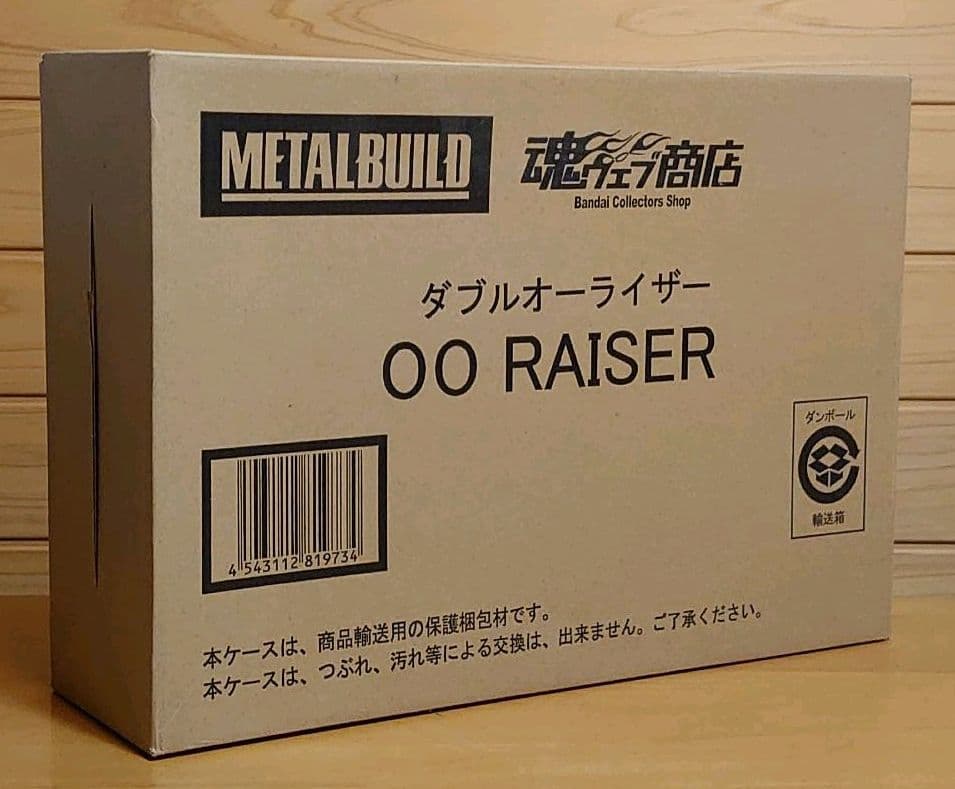 METAL BUILD
魂ウェブ商店
Bandai Collectors Shop
ダブルオーライザー
OO RAISER
ダンボール
輸送箱
4 543112 819734
本ケースは、商品輸送用の保護梱包材です。
本ケースは、つぶれ、汚れ等による交換は、出来ません。ご了承ください。